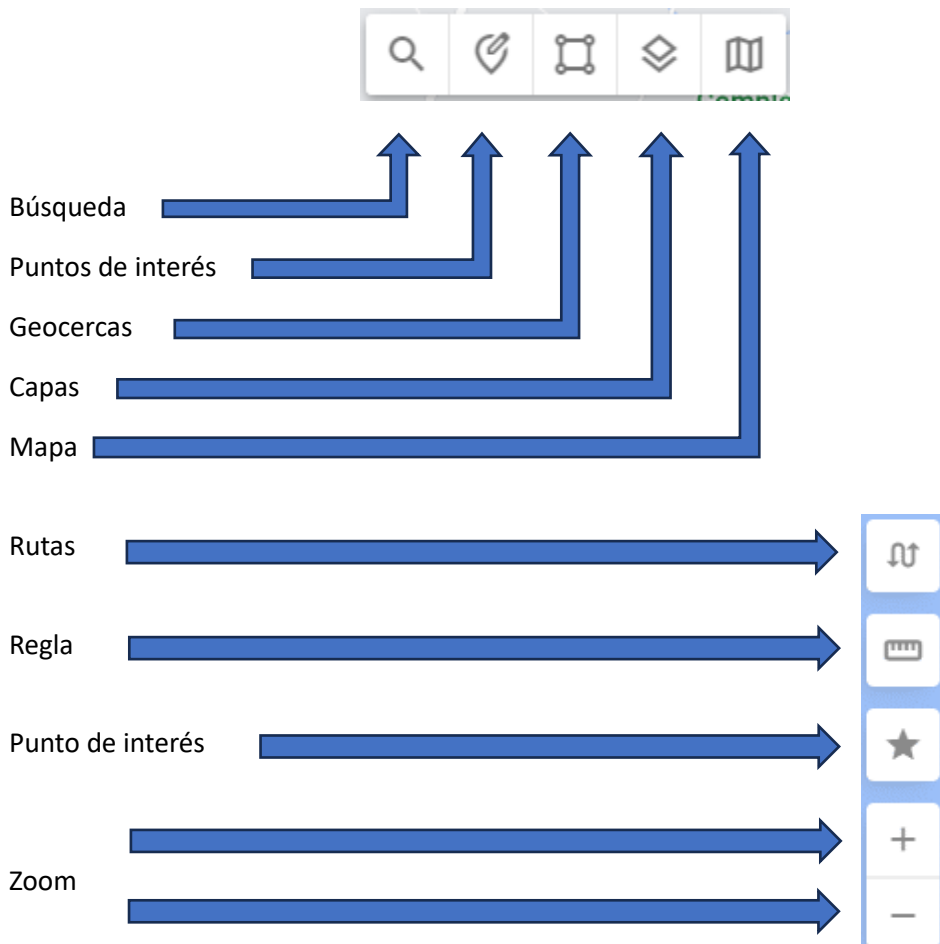 Búsqueda
Puntos de interés
Geocercas
Capas
Mapa
Rutas
Regla
Punto de interés
Zoom